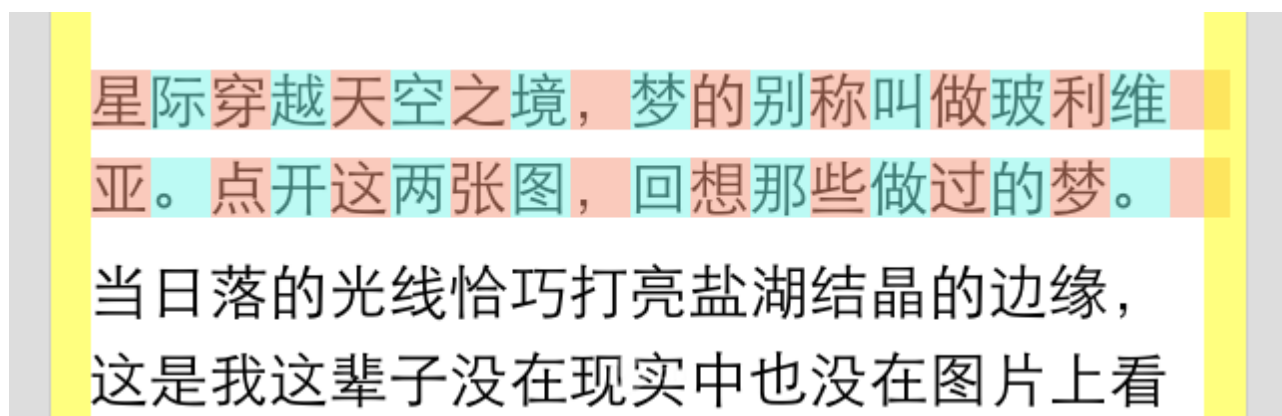 星际穿越天空之境，梦的别称叫做玻利维
亚。点开这两张图，回想那些做过的梦。
当日落的光线恰巧打亮盐湖结晶的边缘，
这是我这辈子没在现实中也没在图片上看